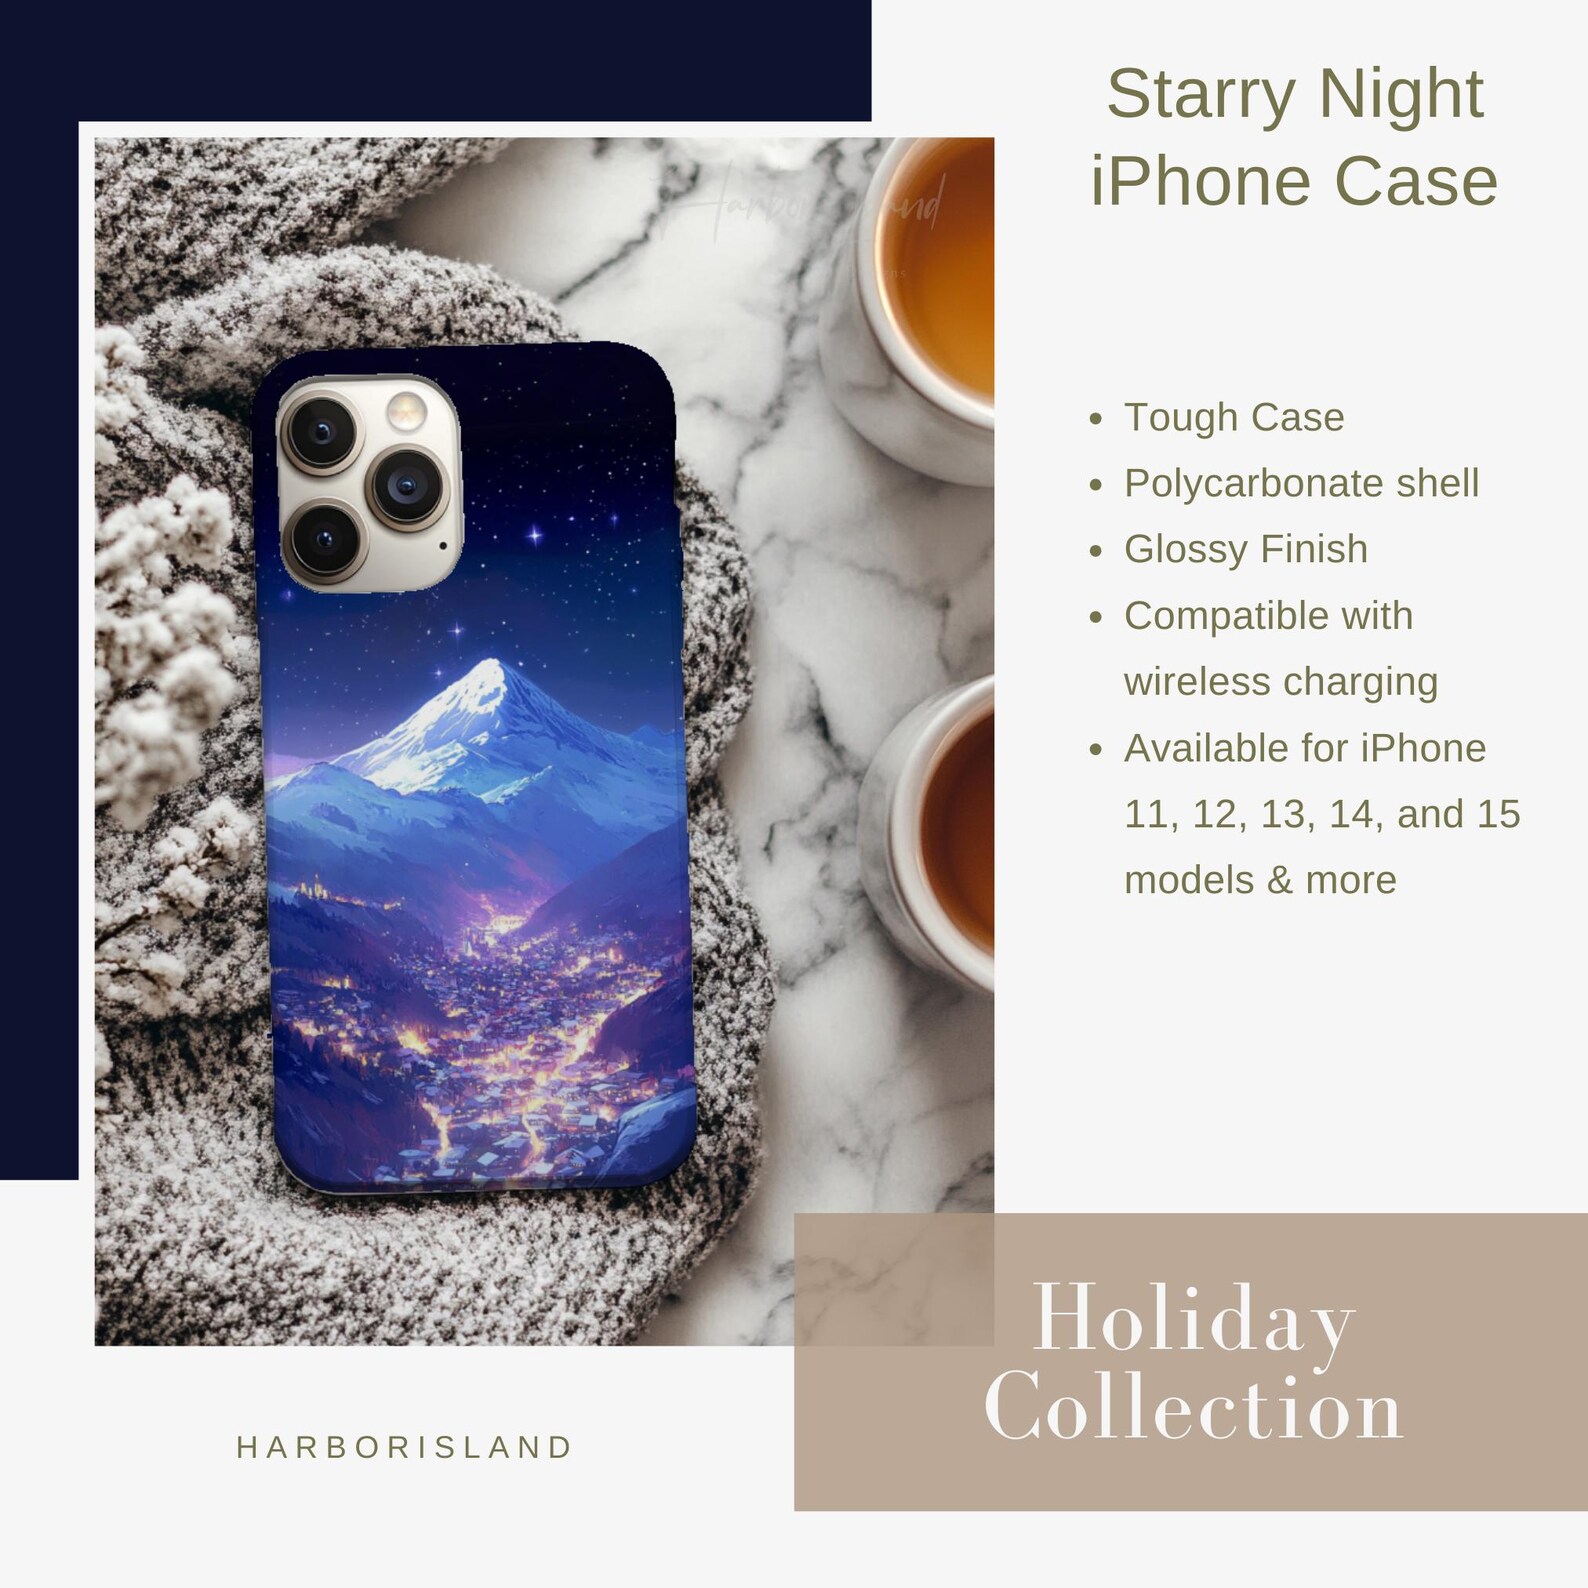 Starry Night
iPhone Case
• Tough Case
• Polycarbonate shell
• Glossy Finish
• Compatible with
wireless charging
• Available for iPhone
11, 12, 13, 14, and 15
models & more
Holiday
Collection
HARBORISLAND